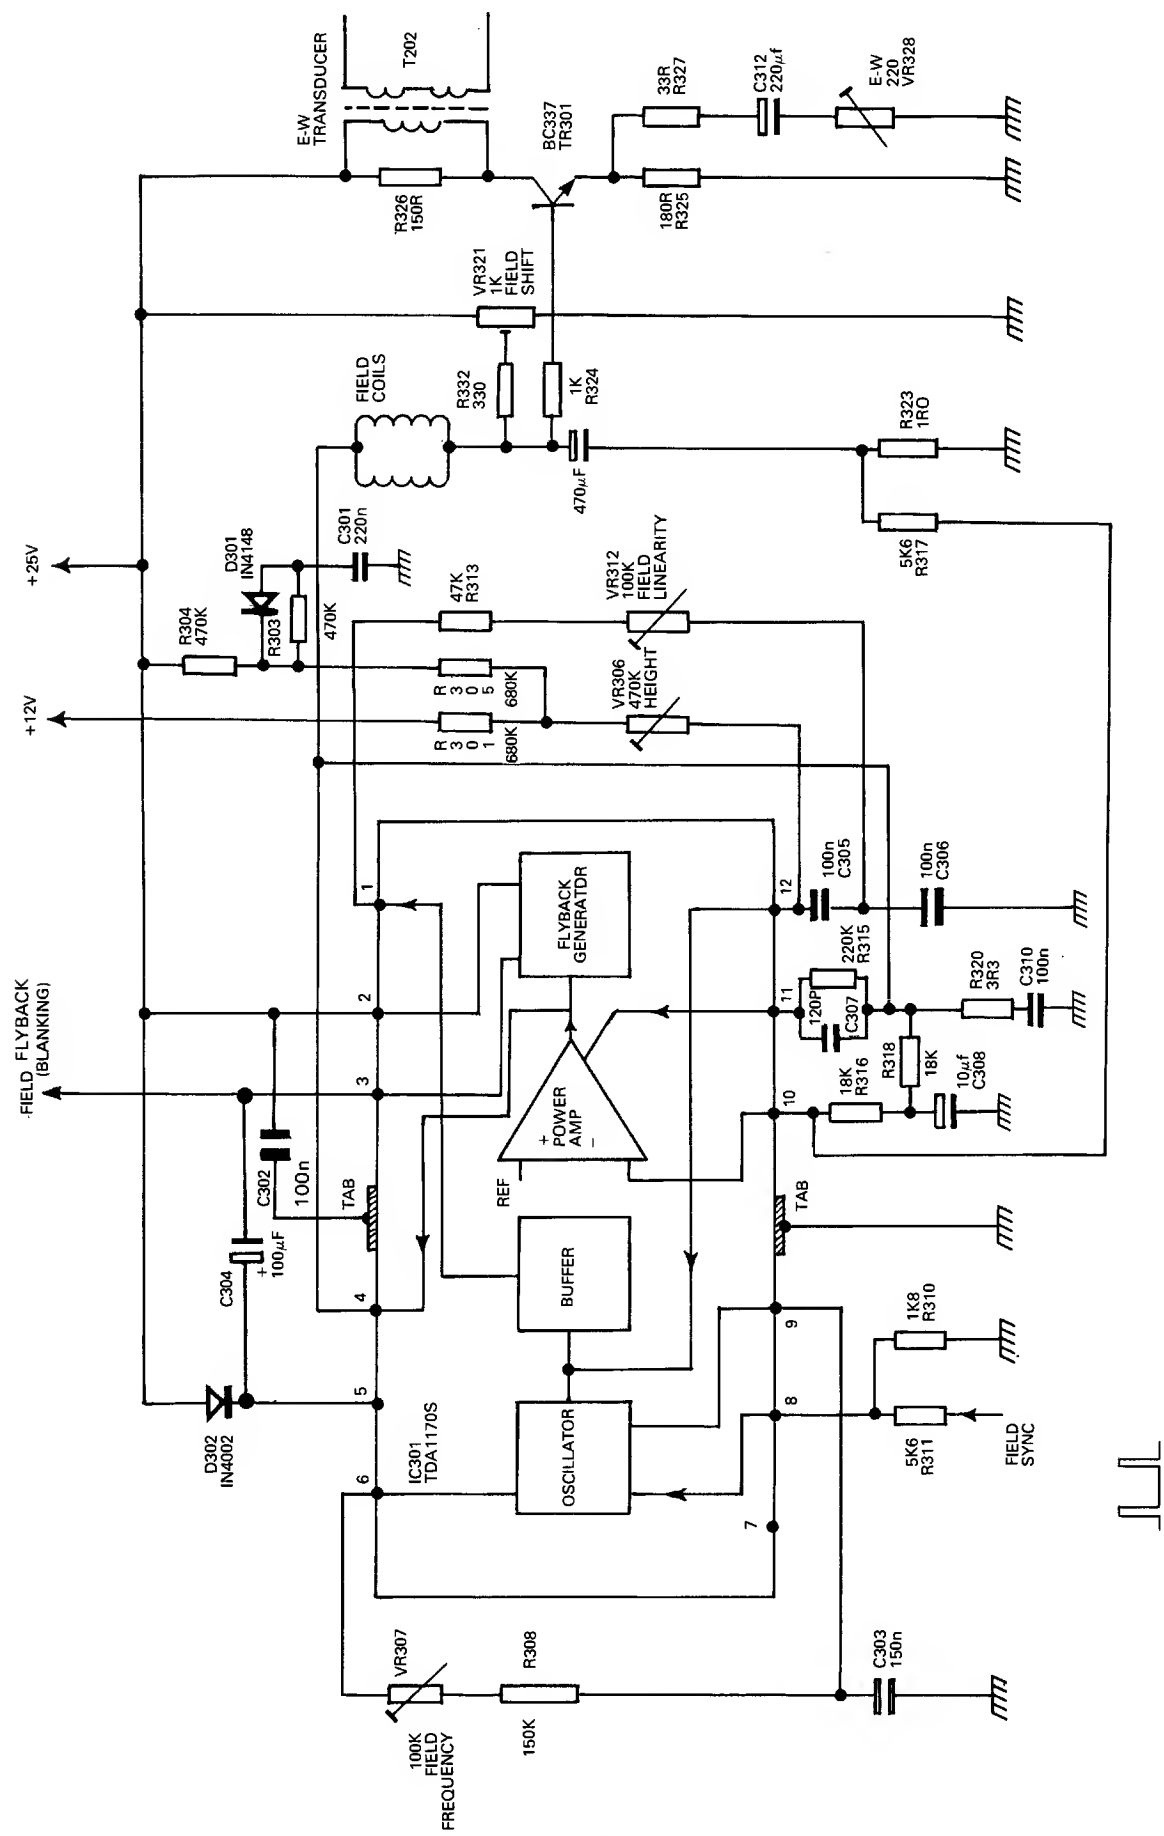 FIELD FLYBACK
(BLANKING)
+12V
+25V
E-W
TRANSDUCER
T202
D302
IN4002
C304
+
100µF
C302
100n
R304
470K
D301
IN4148
R303
470K
C301
220n
FIELD
COILS
R326
150R
BC337
TR301
33R
R327
C312
220µf
E-W
220
VR328
180R
R325
VR321
1K
FIELD
SHIFT
R332
330
1K
R324
470µF
R323
1RO
5K6
R317
47K
R313
VR312
100K
FIELD
LINEARITY
R
3
0
5
680K
R
3
0
1
680K
VR306
470K
HEIGHT
6
5
4
TAB
3
2
1
IC301
TDA1170S
OSCILLATOR
BUFFER
REF
+
POWER
AMP
−
FLYBACK
GENERATOR
7
8
9
TAB
10
11
12
VR307
100K
FIELD
FREQUENCY
R308
150K
C303
150n
5K6
R311
FIELD
SYNC
1K8
R310
18K
R316
R318
18K
10µf
C308
120P
C307
220K
R315
R320
3R3
C310
100n
100n
C305
100n
C306